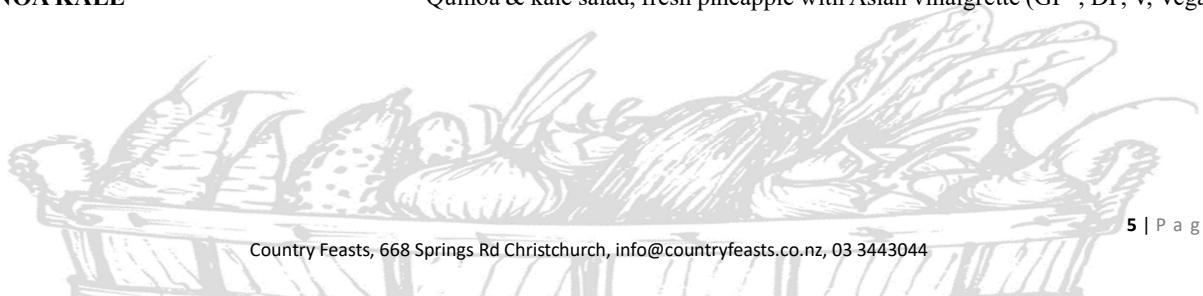 Quinoa & kale salad, fresh pineapple with Asian vinaigrette (GF
5 | P a g
Country Feasts, 668 Springs Rd Christchurch, info@countryfeasts.co.nz, 03 3443044